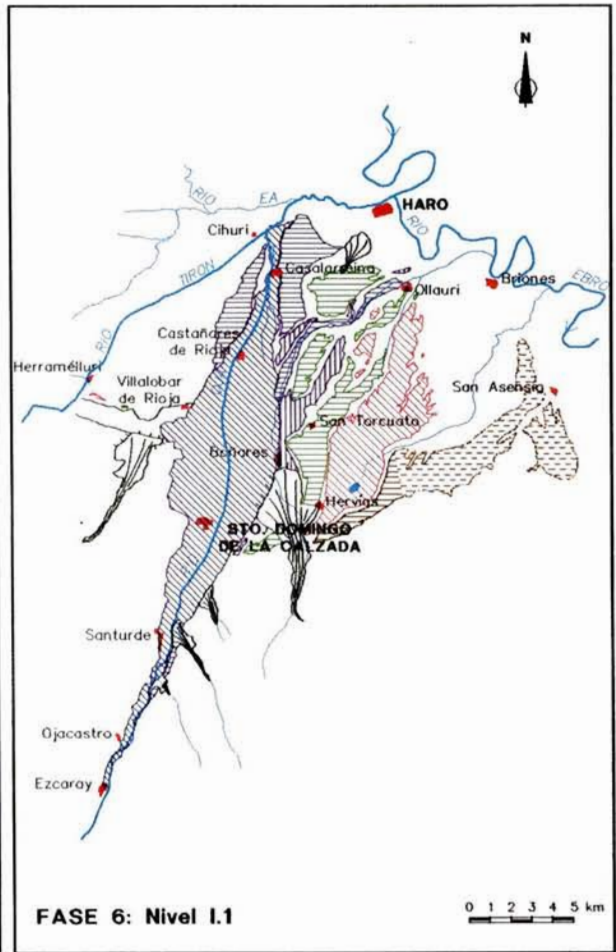 N
RIO
EA
HARO
Cihuri
RIO
TIRON
Casalarreina
Ollauri
Briones
EBRO
Castañares
de Rioja
RIO
Herramélluri
Villalobar
de Rioja
San Asensio
San Torcuato
Bañares
Hervias
STO. DOMINGO
DE LA CALZADA
Santurde
Ojacastro
Ezcaray
FASE 6: Nivel I.1
0 1 2 3 4 5 km